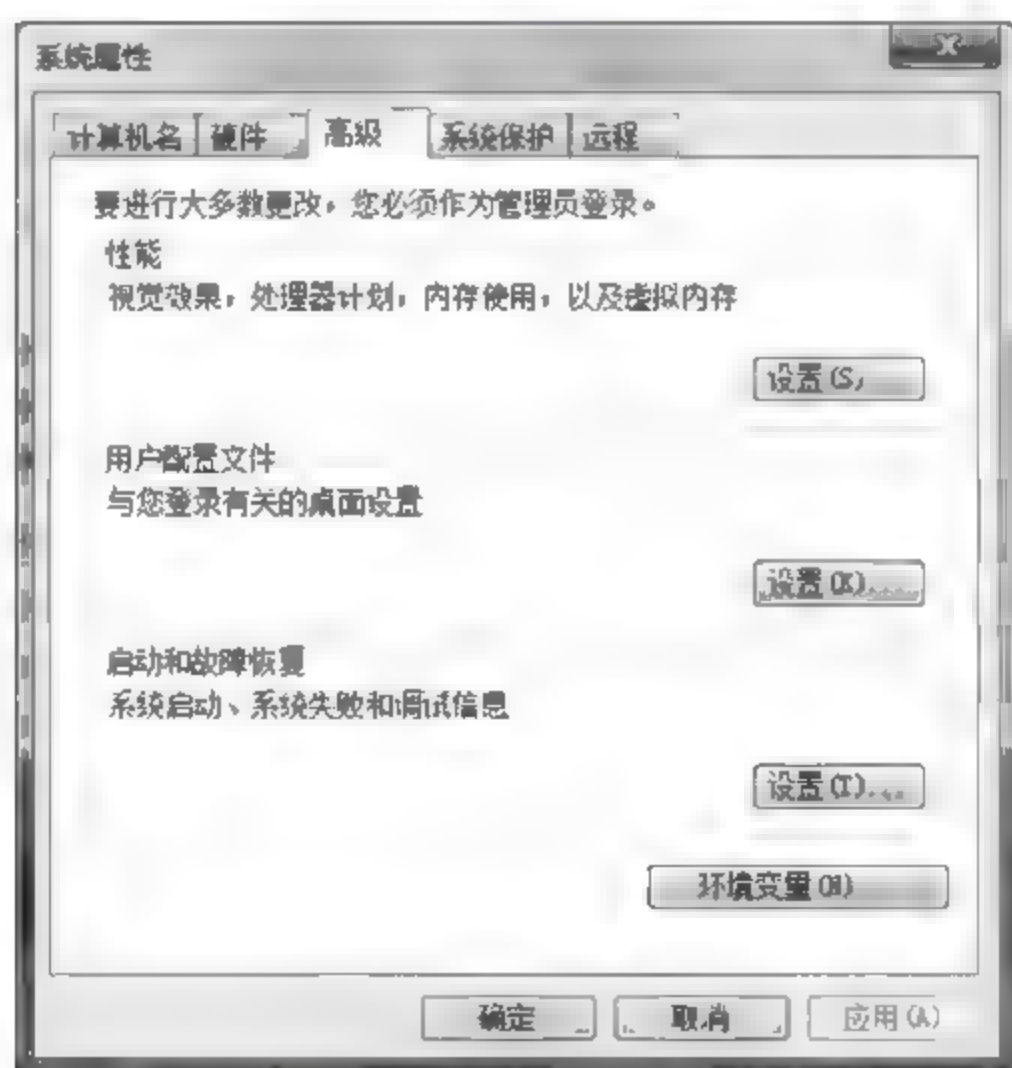 系统属性
计算机名 硬件 高级 系统保护 远程
要进行大多数更改，您必须作为管理员登录。
性能
视觉效果，处理器计划，内存使用，以及虚拟内存
设置(S)
用户配置文件
与您登录有关的桌面设置
设置(E)...
启动和故障恢复
系统启动、系统失败和调试信息
设置(T)...
环境变量(N)
确定 取消 应用(A)